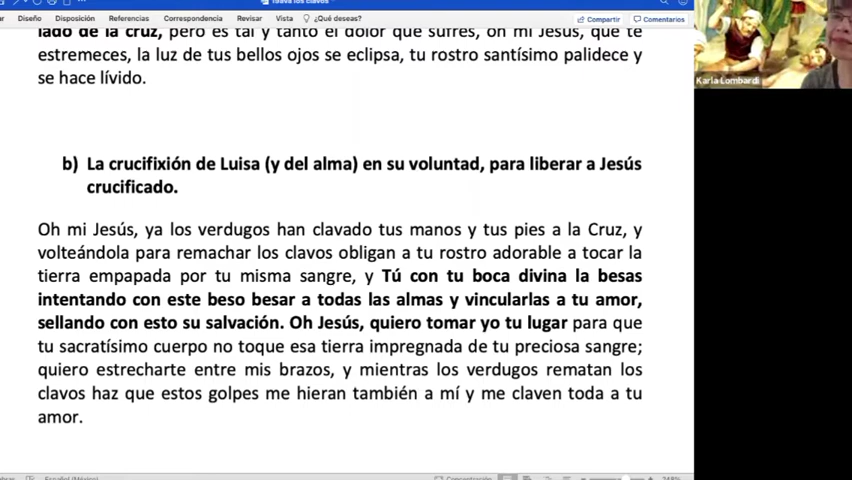 Diseño Disposición Referencias Correspondencia Revisar Vista ¿Qué deseas? Compartir Comentarios
lado de la cruz, pero es tal y tanto el dolor que sufres, oh mi Jesús, que te
estremeces, la luz de tus bellos ojos se eclipsa, tu rostro santísimo palidece y
se hace lívido.
b) La crucifixión de Luisa (y del alma) en su voluntad, para liberar a Jesús
crucificado.
Oh mi Jesús, ya los verdugos han clavado tus manos y tus pies a la Cruz, y
volteándola para remachar los clavos obligan a tu rostro adorable a tocar la
tierra empapada por tu misma sangre, y Tú con tu boca divina la besas
intentando con este beso besar a todas las almas y vincularlas a tu amor,
sellando con esto su salvación. Oh Jesús, quiero tomar yo tu lugar para que
tu sacratísimo cuerpo no toque esa tierra impregnada de tu preciosa sangre;
quiero estrecharte entre mis brazos, y mientras los verdugos rematan los
clavos haz que estos golpes me hieran también a mí y me claven toda a tu
amor.
Karla Lombardi
Español (México)